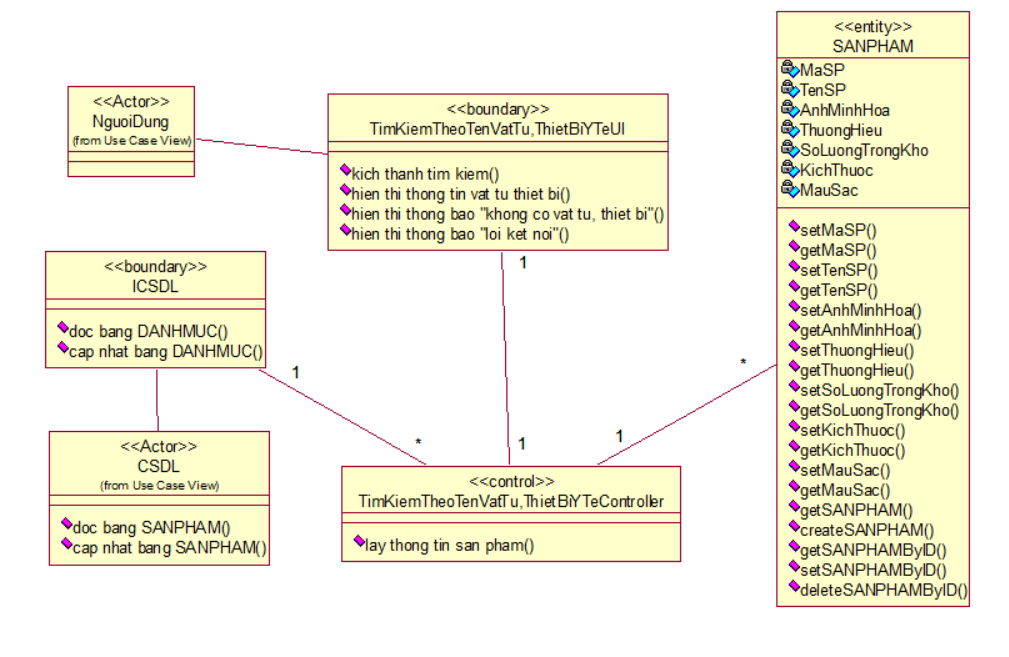 <<Actor>>
NguoiDung
(from Use Case View)
<<boundary>>
TimKiemTheoTenVatTu,ThietBiYTeUI
kich thanh tim kiem()
hien thi thong tin vat tu thiet bi()
hien thi thong bao "khong co vat tu, thiet bi"()
hien thi thong bao "loi ket noi"()
1
<<boundary>>
ICSDL
doc bang DANHMUC()
cap nhat bang DANHMUC()
1
*
<<Actor>>
CSDL
(from Use Case View)
doc bang SANPHAM()
cap nhat bang SANPHAM()
1
1
*
<<control>>
TimKiemTheoTenVatTu,ThietBiYTeController
lay thong tin san pham()
<<entity>>
SANPHAM
MaSP
TenSP
AnhMinhHoa
ThuongHieu
SoLuongTrongKho
KichThuoc
MauSac
setMaSP()
getMaSP()
setTenSP()
getTenSP()
setAnhMinhHoa()
getAnhMinhHoa()
setThuongHieu()
getThuongHieu()
setSoLuongTrongKho()
getSoLuongTrongKho()
setKichThuoc()
getKichThuoc()
setMauSac()
getMauSac()
getSANPHAM()
createSANPHAM()
getSANPHAMByID()
setSANPHAMByID()
deleteSANPHAMByID()